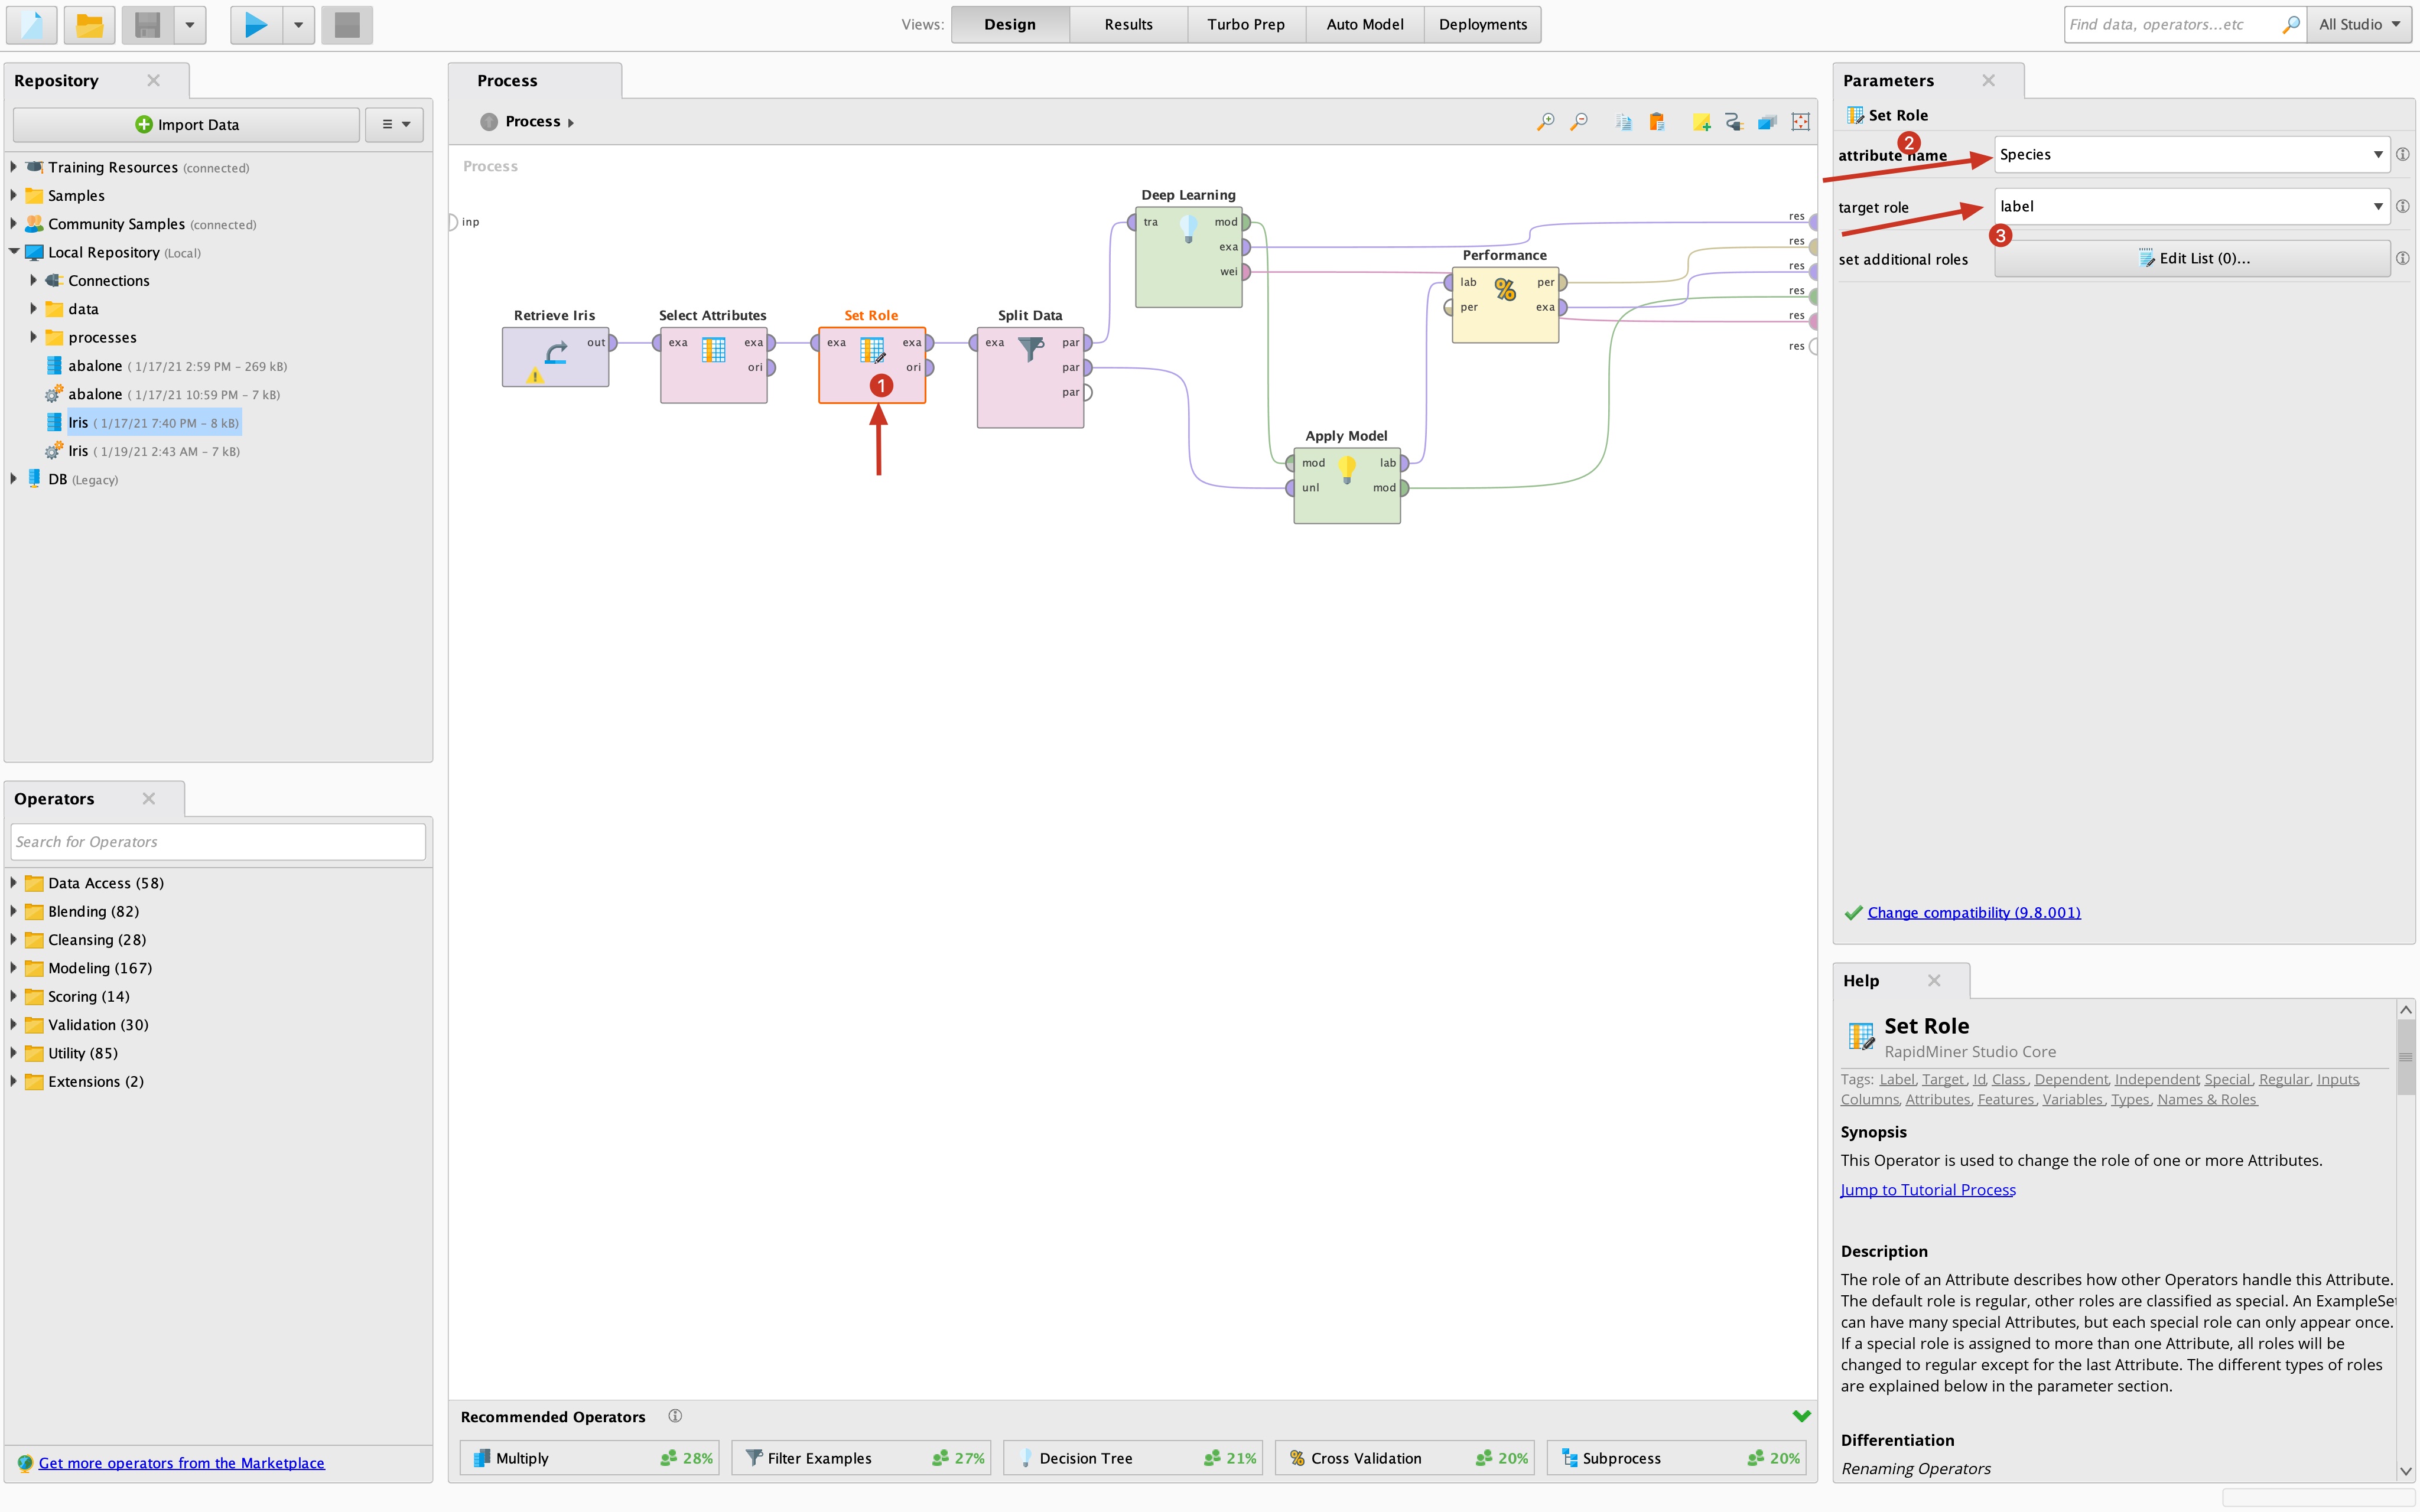 Views: Design Results Turbo Prep Auto Model Deployments
Find data, operators...etc All Studio
Repository
Import Data
Training Resources (connected)
Samples
Community Samples (connected)
Local Repository (Local)
Connections
data
processes
abalone ( 1/17/21 2:59 PM – 269 kB)
abalone ( 1/17/21 10:59 PM – 7 kB)
Iris ( 1/17/21 7:40 PM – 8 kB)
Iris ( 1/19/21 2:43 AM – 7 kB)
DB (Legacy)
Operators
Search for Operators
Data Access (58)
Blending (82)
Cleansing (28)
Modeling (167)
Scoring (14)
Validation (30)
Utility (85)
Extensions (2)
Get more operators from the Marketplace
Process
Process
Process
inp
Retrieve Iris
out
Select Attributes
exa exa
ori
Set Role
exa exa
ori
1
Split Data
exa par
par
par
Deep Learning
tra mod
exa
wei
Apply Model
mod lab
unl mod
Performance
lab per
per exa
res
res
res
res
res
res
Recommended Operators
Multiply 28%
Filter Examples 27%
Decision Tree 21%
Cross Validation 20%
Subprocess 20%
Parameters
Set Role
2
attribute name Species
target role label
3
set additional roles Edit List (0)...
Change compatibility (9.8.001)
Help
Set Role
RapidMiner Studio Core
Tags: Label, Target, Id, Class, Dependent, Independent, Special, Regular, Inputs,
Columns, Attributes, Features, Variables, Types, Names & Roles
Synopsis
This Operator is used to change the role of one or more Attributes.
Jump to Tutorial Process
Description
The role of an Attribute describes how other Operators handle this Attribute.
The default role is regular, other roles are classified as special. An ExampleSet
can have many special Attributes, but each special role can only appear once.
If a special role is assigned to more than one Attribute, all roles will be
changed to regular except for the last Attribute. The different types of roles
are explained below in the parameter section.
Differentiation
Renaming Operators